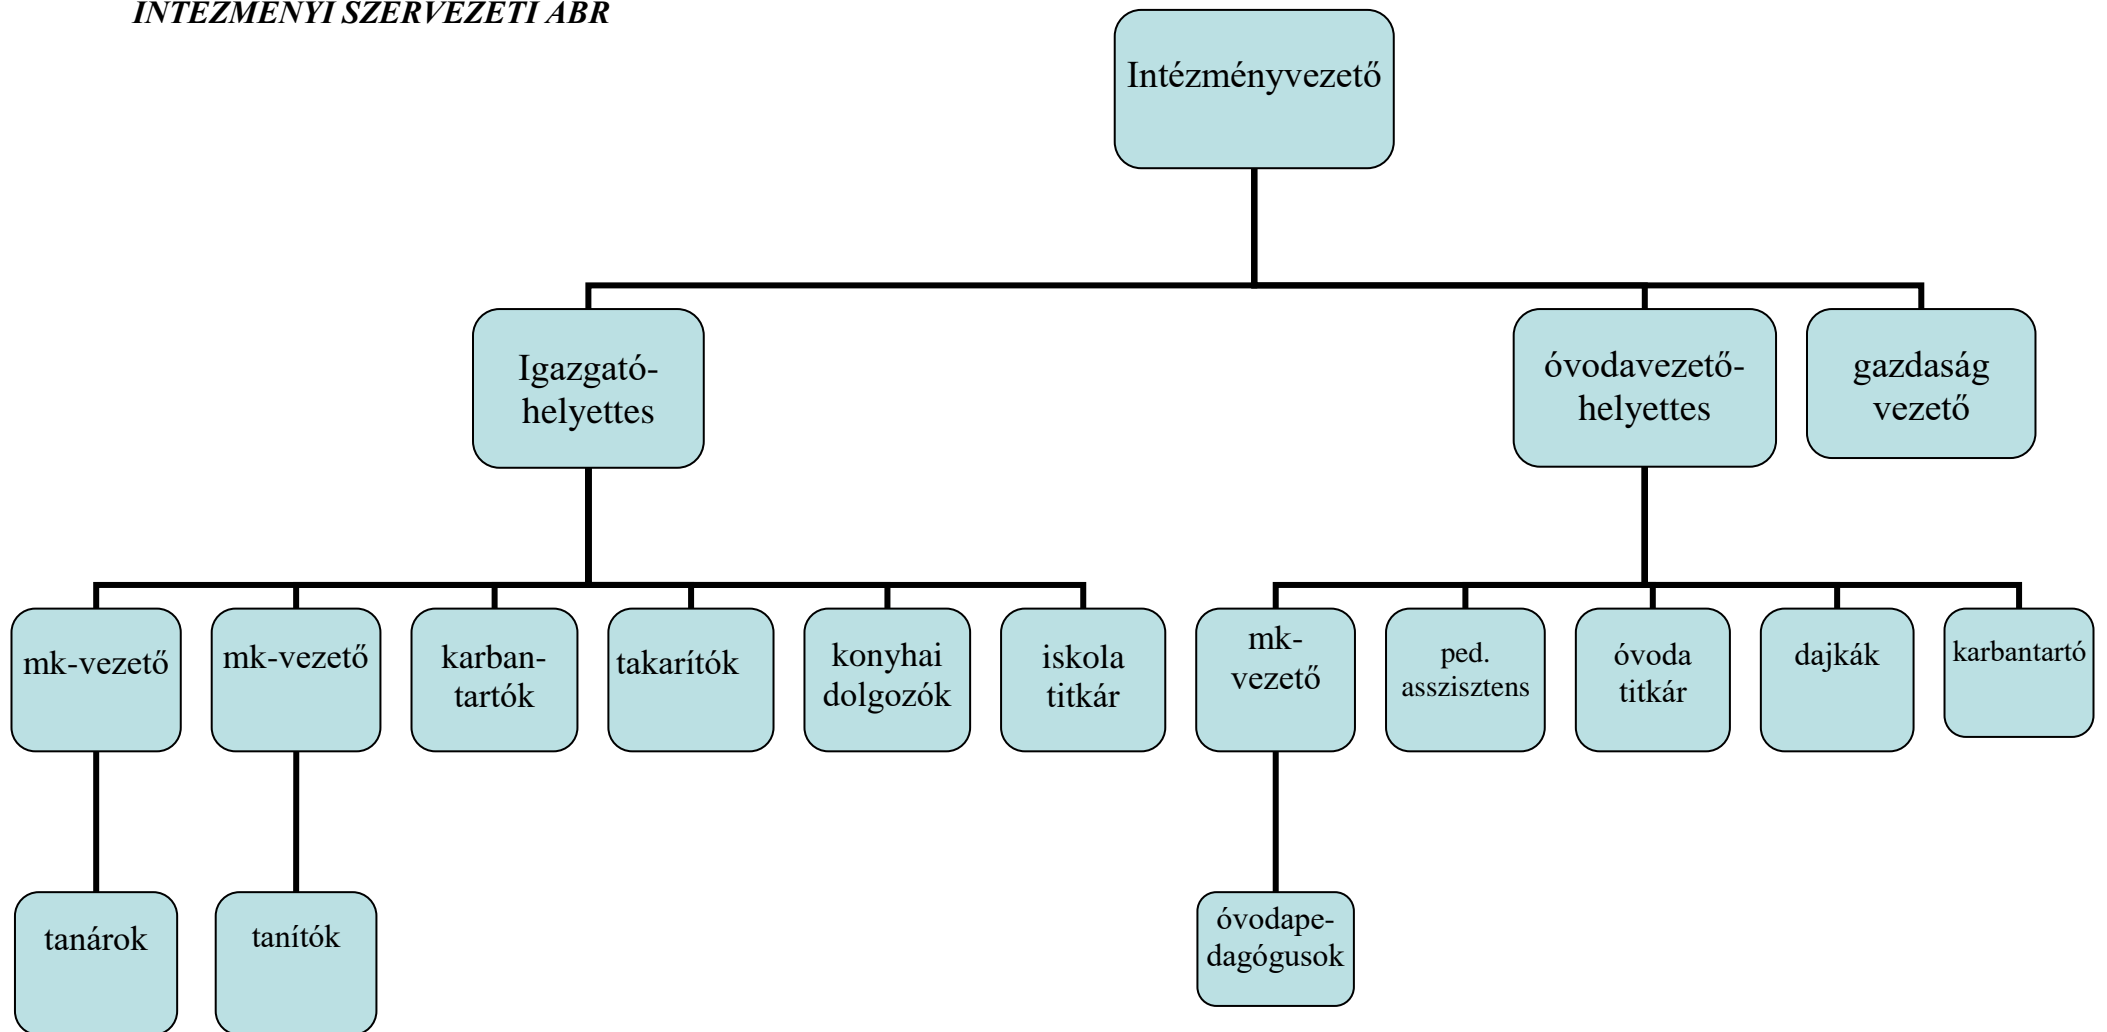 INTÉZMÉNYI SZERVEZETI ÁBR
Intézményvezető
Igazgató-
helyettes
óvodavezető-
helyettes
gazdaság
vezető
mk-vezető
mk-vezető
karban-
tartók
takarítók
konyhai
dolgozók
iskola
titkár
mk-
vezető
ped.
asszisztens
óvoda
titkár
dajkák
karbantartó
tanárok
tanítók
óvodape-
dagógusok